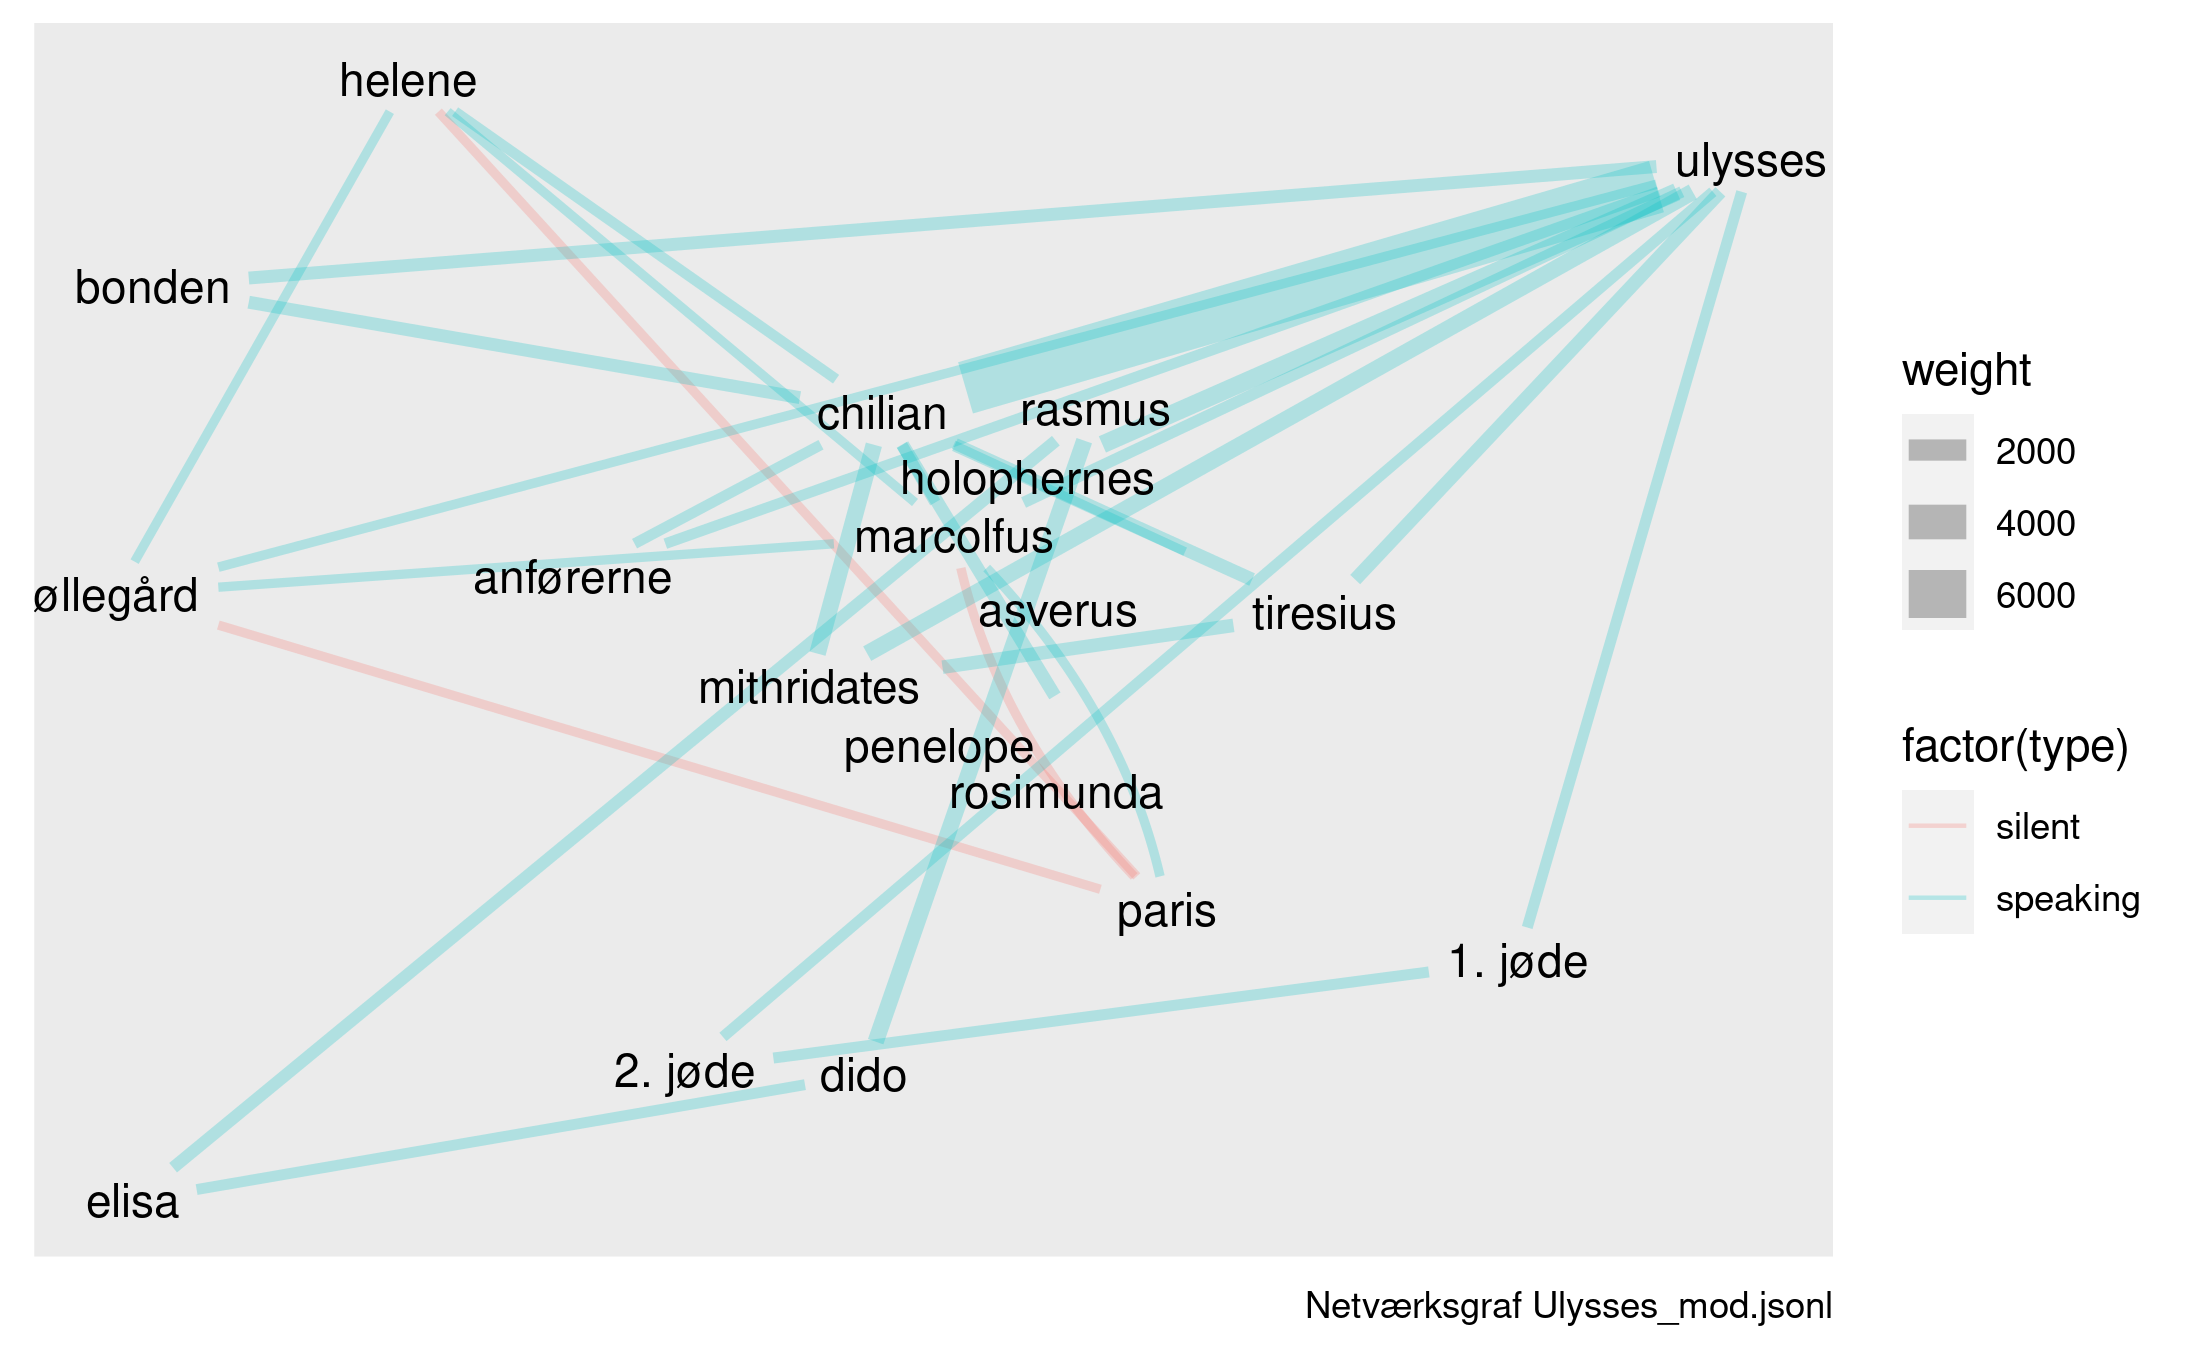 helene
ulysses
bonden
chilian
rasmus
holophernes
marcolfus
anførerne
øllegård
asverus
tiresius
mithridates
penelope
rosimunda
paris
1. jøde
2. jøde
dido
elisa
weight
2000
4000
6000
factor(type)
silent
speaking
Netværksgraf Ulysses_mod.jsonl